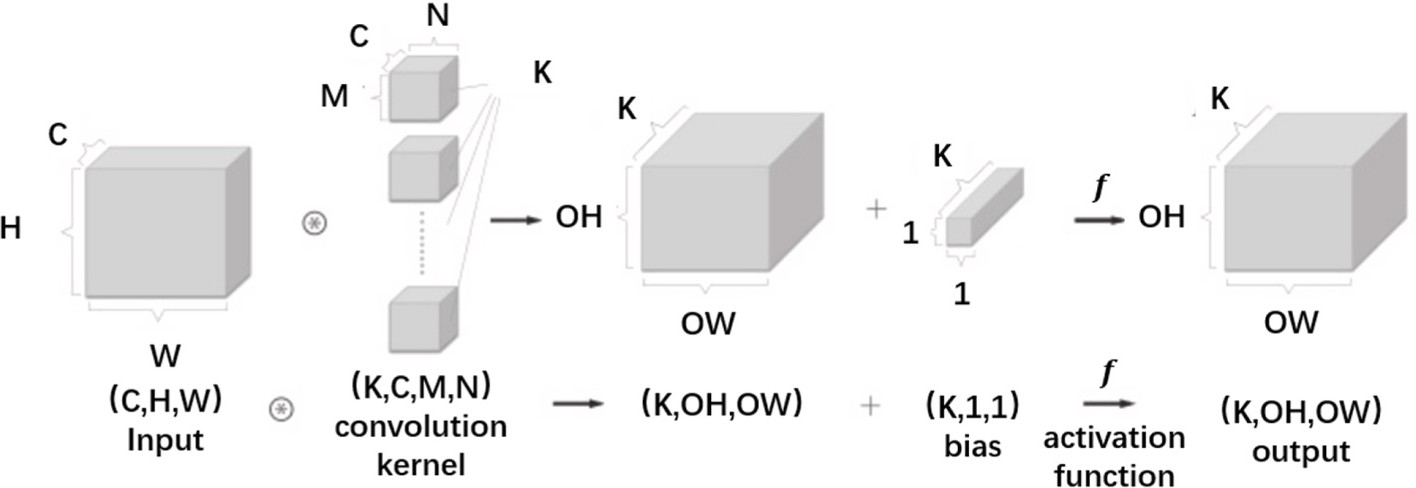 N
C
K
M
K
K
C
K
f
H
OH
1
OH
1
OW
OW
W
f
(C,H,W)
(K,C,M,N)
(K,OH,OW)
+
(K,1,1)
(K,OH,OW)
Input
convolution
kernel
bias
activation
function
output